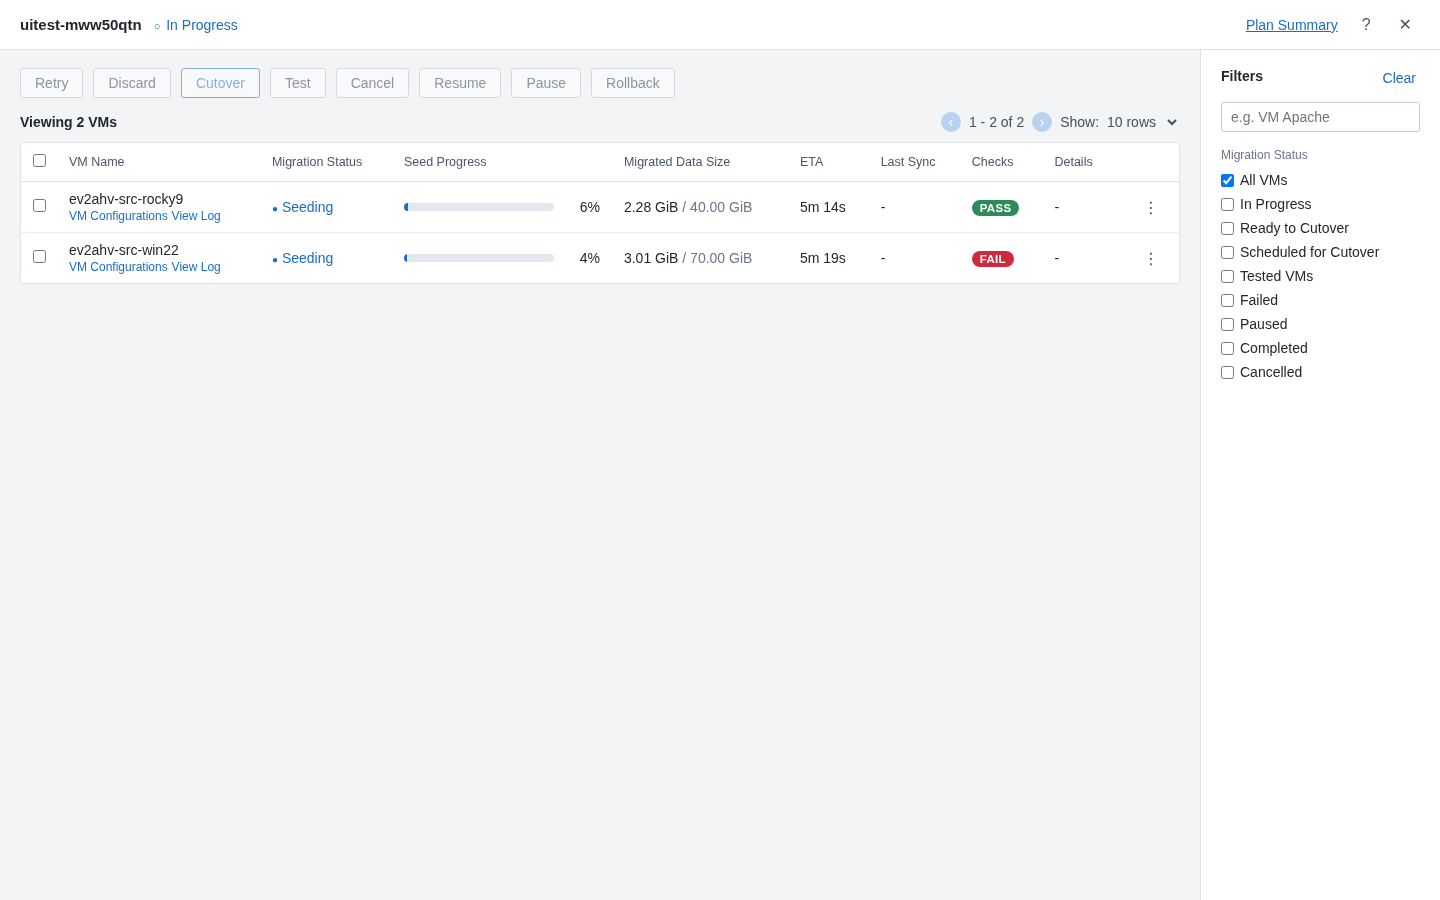 uitest-mww50qtn ○ In Progress Plan Summary ? ✕
Retry Discard Cutover Test Cancel Resume Pause Rollback
Viewing 2 VMs ‹ 1 - 2 of 2 › Show: 10 rows
VM Name Migration Status Seed Progress Migrated Data Size ETA Last Sync Checks Details
ev2ahv-src-rocky9
VM Configurations View Log
● Seeding 6% 2.28 GiB / 40.00 GiB 5m 14s - PASS - ⋮
ev2ahv-src-win22
VM Configurations View Log
● Seeding 4% 3.01 GiB / 70.00 GiB 5m 19s - FAIL - ⋮
Filters Clear
e.g. VM Apache
Migration Status
All VMs
In Progress
Ready to Cutover
Scheduled for Cutover
Tested VMs
Failed
Paused
Completed
Cancelled